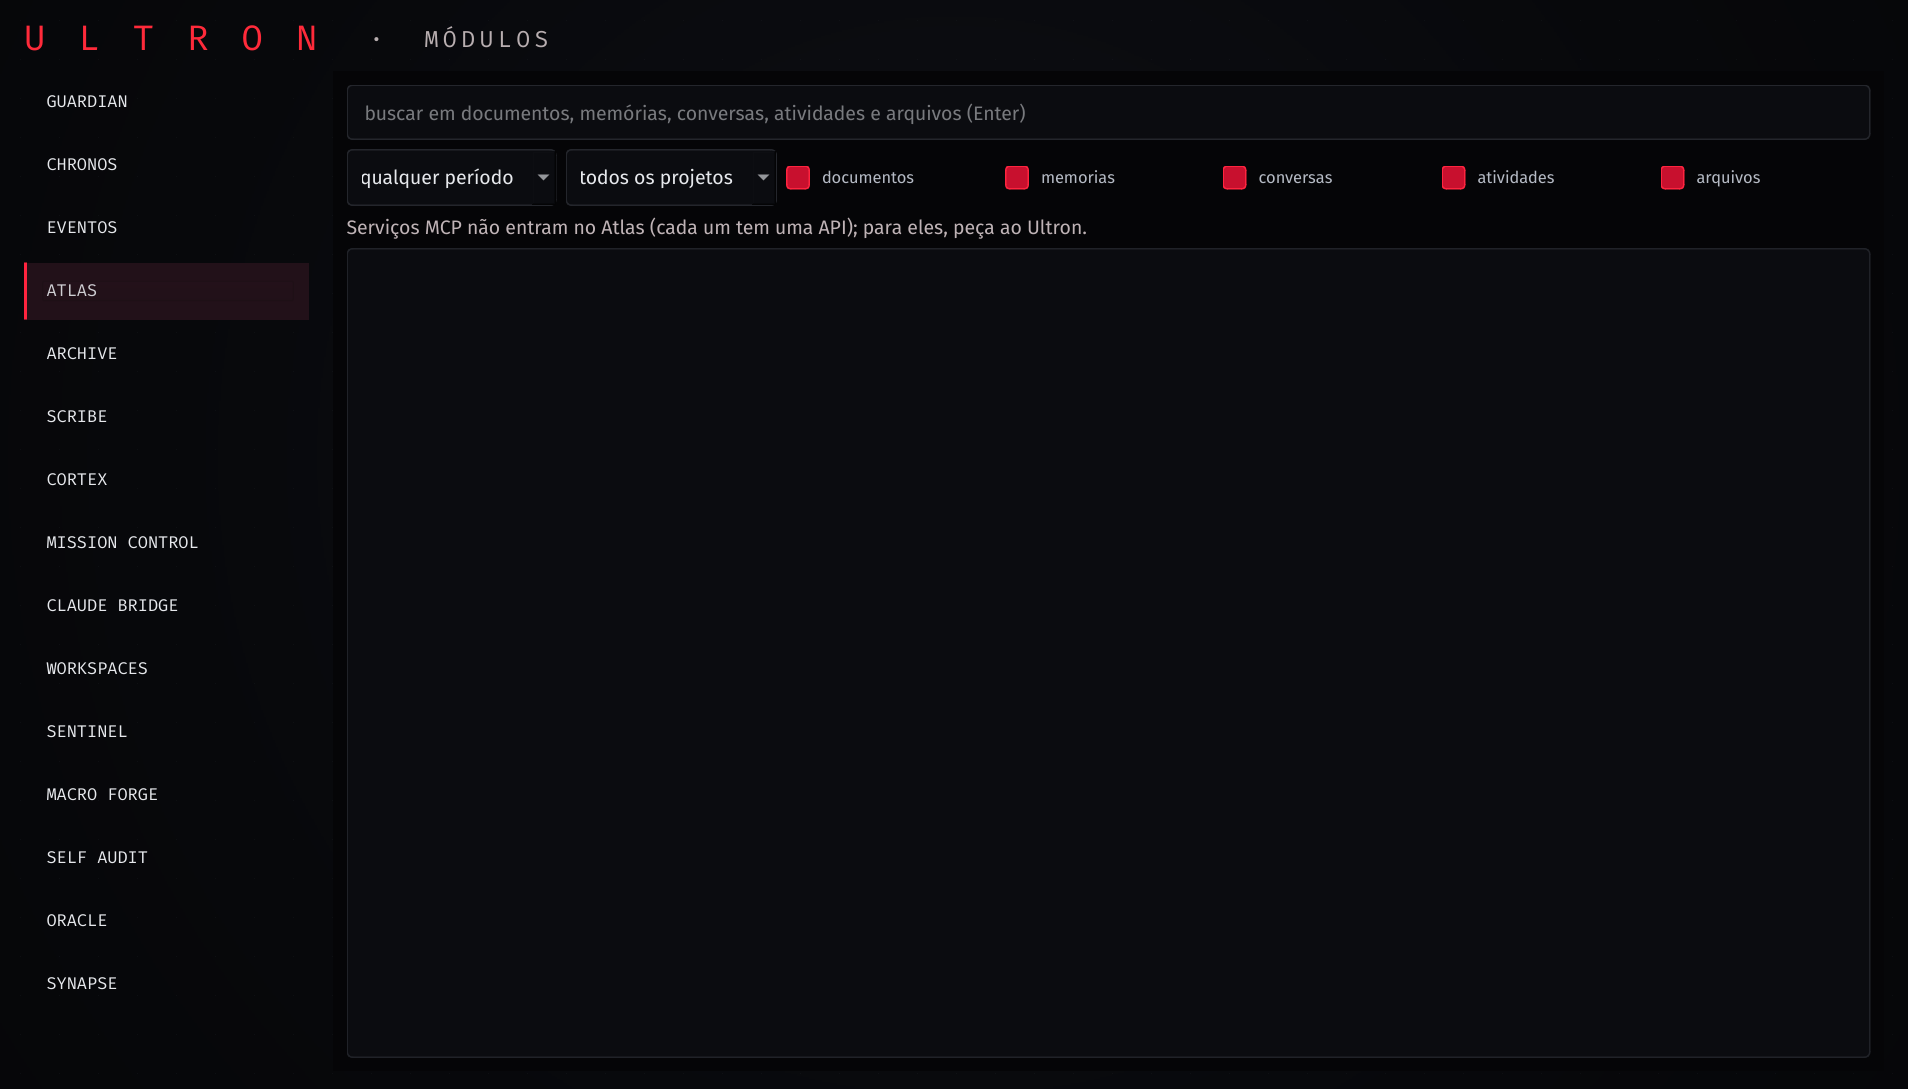 ULTRON · MÓDULOS
GUARDIAN
CHRONOS
EVENTOS
ATLAS
ARCHIVE
SCRIBE
CORTEX
MISSION CONTROL
CLAUDE BRIDGE
WORKSPACES
SENTINEL
MACRO FORGE
SELF AUDIT
ORACLE
SYNAPSE
buscar em documentos, memórias, conversas, atividades e arquivos (Enter)
qualquer período todos os projetos documentos memorias conversas atividades arquivos
Serviços MCP não entram no Atlas (cada um tem uma API); para eles, peça ao Ultron.